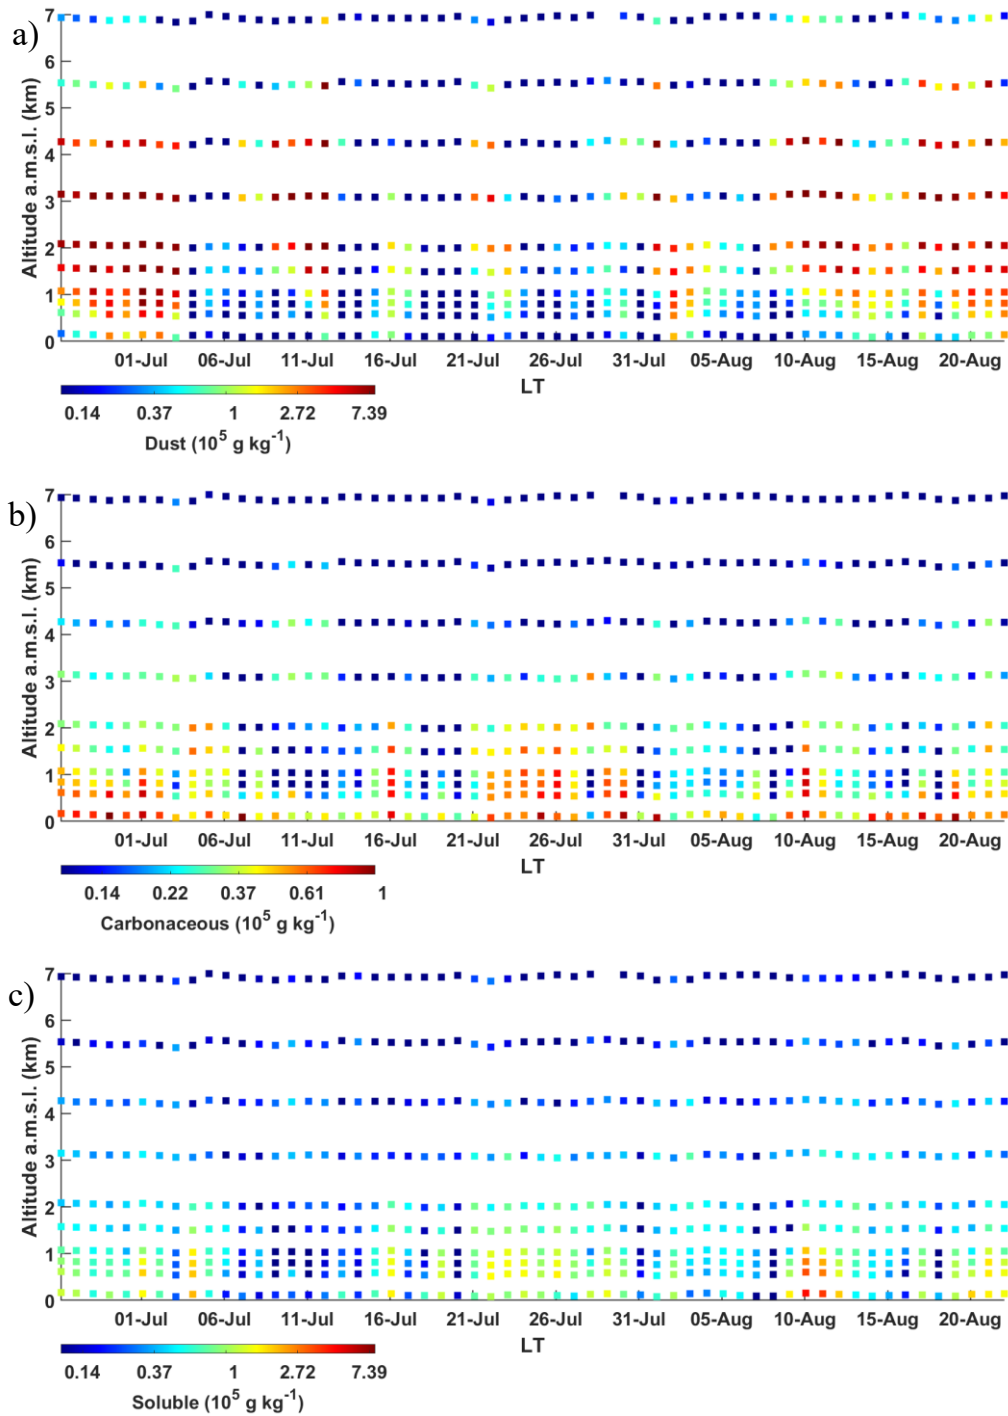 a)
7
6
5
4
3
2
1
0
Altitude a.m.s.l. (km)
01-Jul 06-Jul 11-Jul 16-Jul 21-Jul 26-Jul 31-Jul 05-Aug 10-Aug 15-Aug 20-Aug
LT
0.14 0.37 1 2.72 7.39
Dust (10⁵ g kg⁻¹)
b)
7
6
5
4
3
2
1
0
Altitude a.m.s.l. (km)
01-Jul 06-Jul 11-Jul 16-Jul 21-Jul 26-Jul 31-Jul 05-Aug 10-Aug 15-Aug 20-Aug
LT
0.14 0.22 0.37 0.61 1
Carbonaceous (10⁵ g kg⁻¹)
c)
7
6
5
4
3
2
1
0
Altitude a.m.s.l. (km)
01-Jul 06-Jul 11-Jul 16-Jul 21-Jul 26-Jul 31-Jul 05-Aug 10-Aug 15-Aug 20-Aug
LT
0.14 0.37 1 2.72 7.39
Soluble (10⁵ g kg⁻¹)